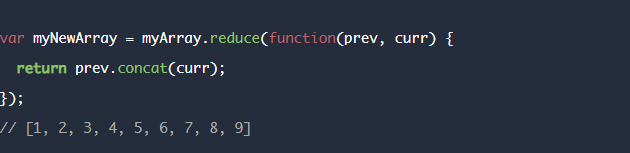 var myNewArray = myArray.reduce(function(prev, curr) {
  return prev.concat(curr);
});
// [1, 2, 3, 4, 5, 6, 7, 8, 9]